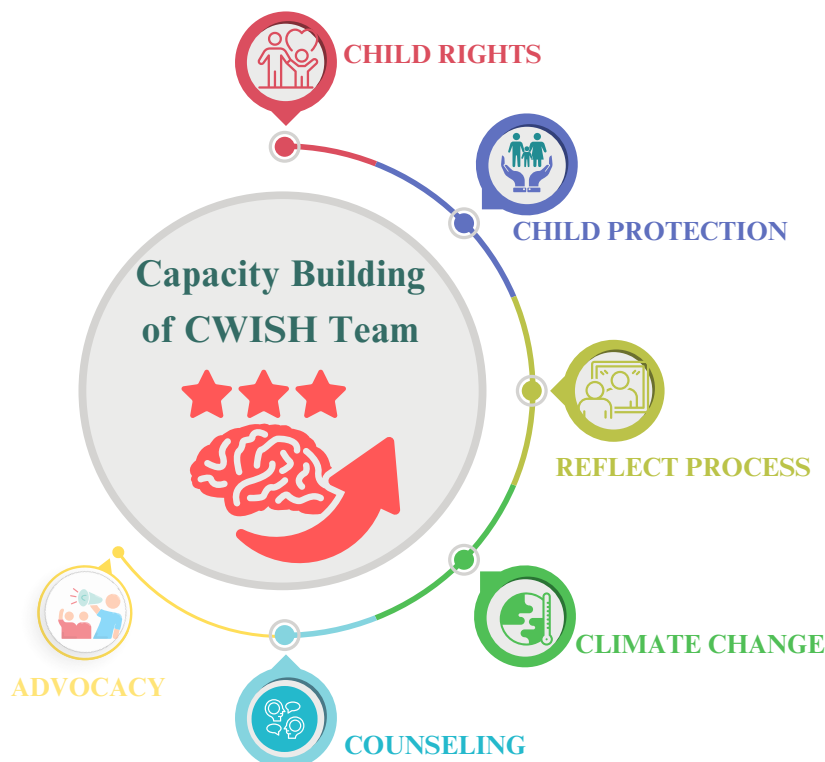 CHILD RIGHTS
CHILD PROTECTION
Capacity Building
of CWISH Team
REFLECT PROCESS
CLIMATE CHANGE
ADVOCACY
COUNSELING